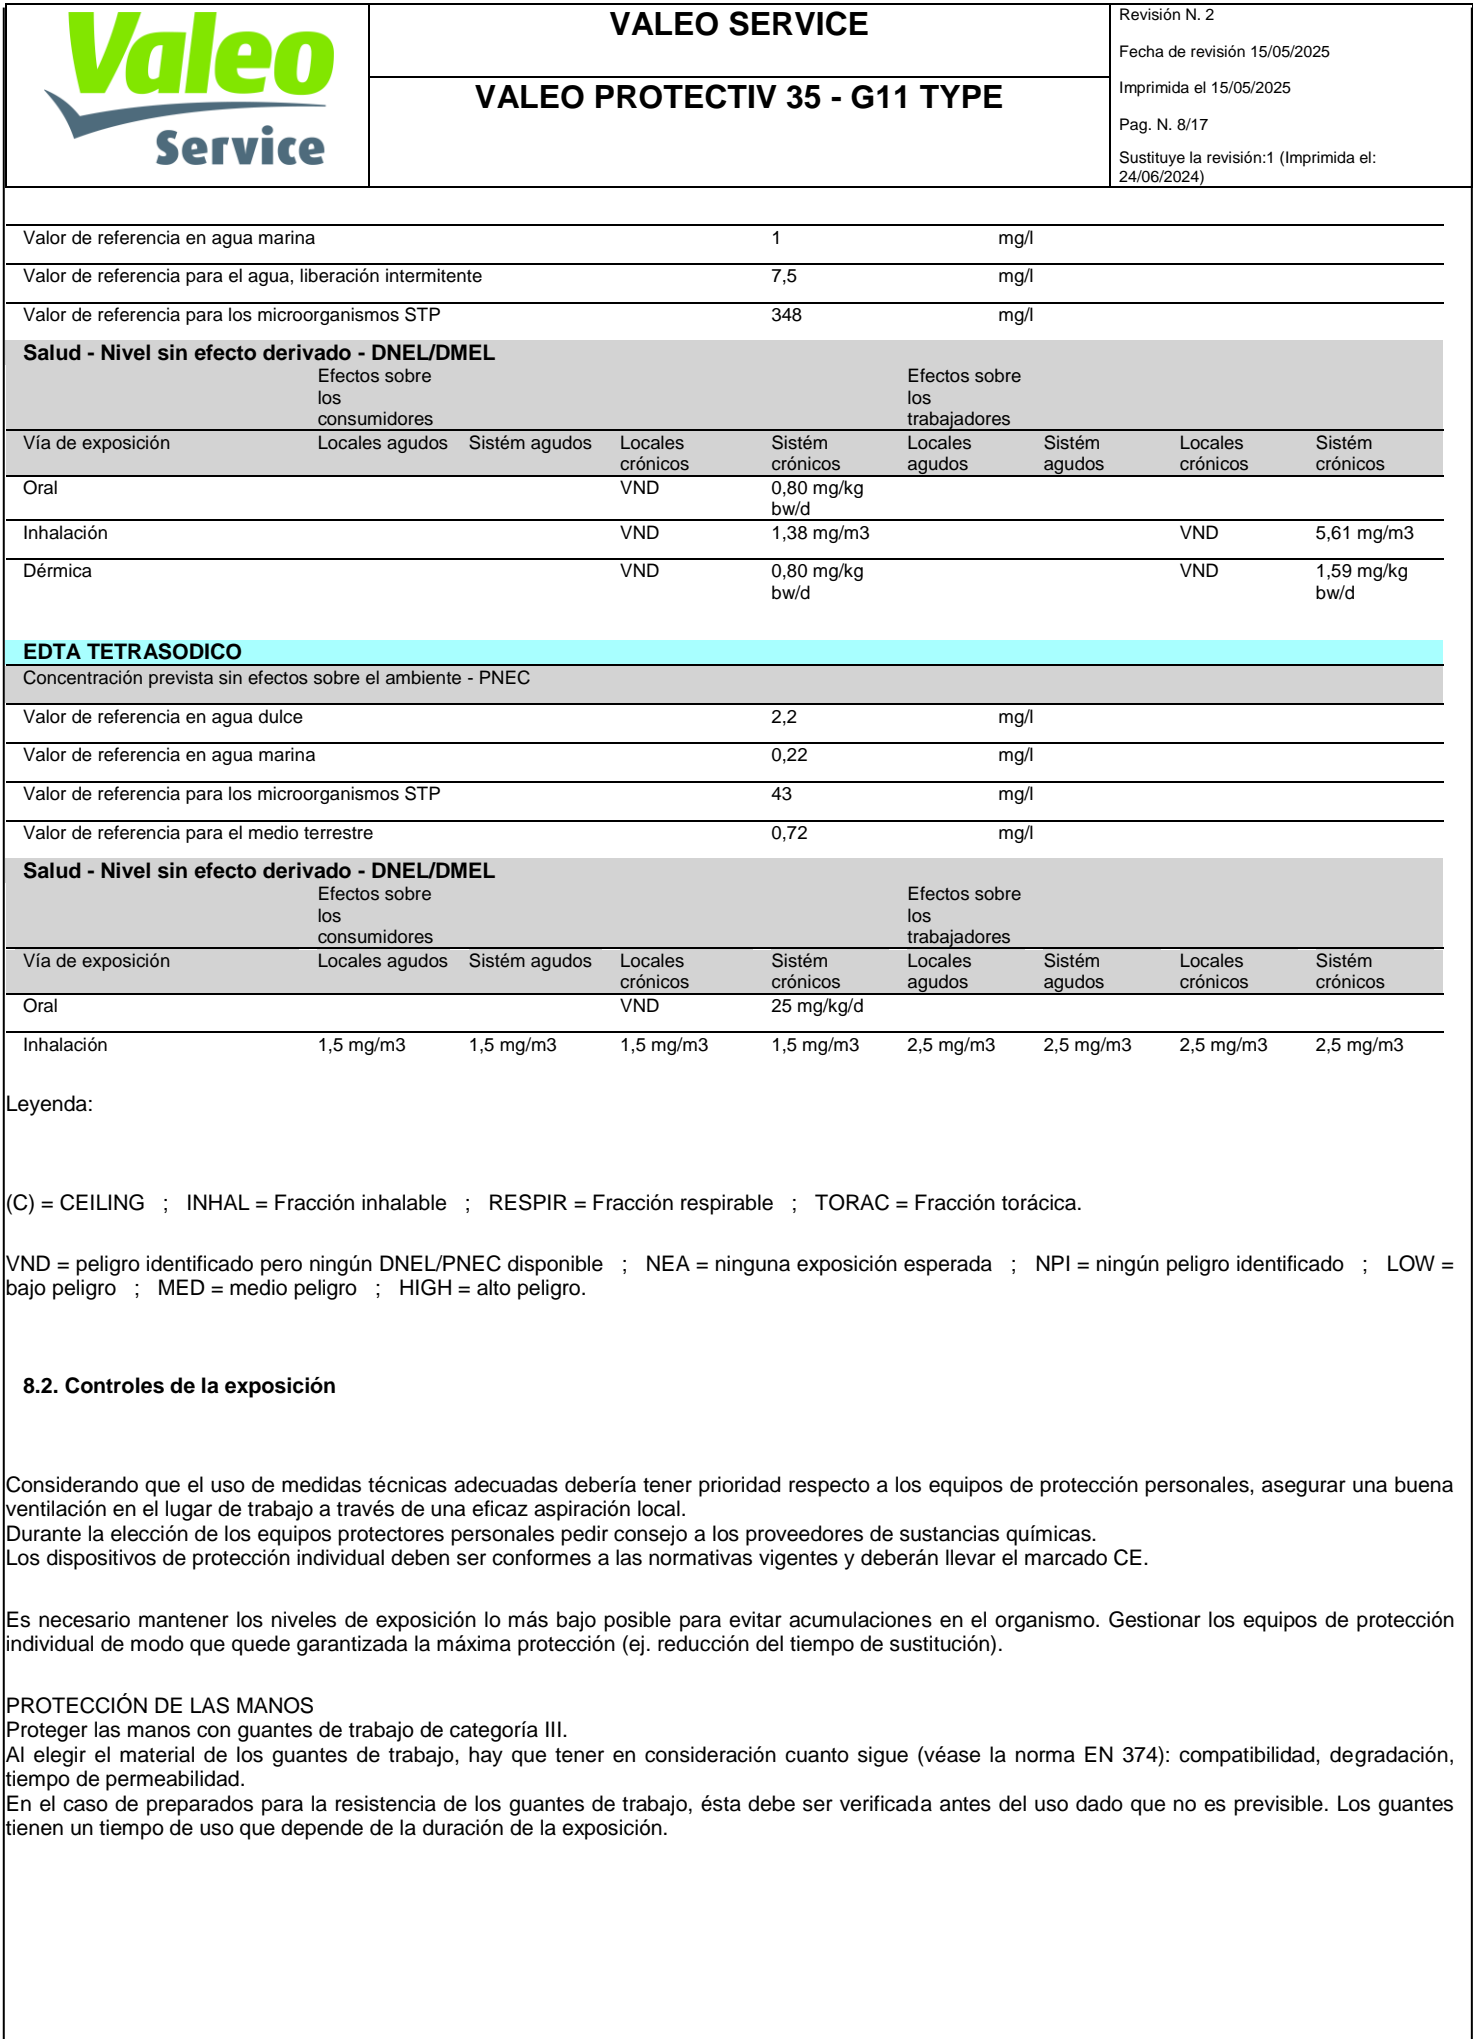 Valeo
Service
VALEO SERVICE
VALEO PROTECTIV 35 - G11 TYPE
Revisión N. 2
Fecha de revisión 15/05/2025
Imprimida el 15/05/2025
Pag. N. 8/17
Sustituye la revisión:1 (Imprimida el:
24/06/2024)
Valor de referencia en agua marina 1 mg/l
Valor de referencia para el agua, liberación intermitente 7,5 mg/l
Valor de referencia para los microorganismos STP 348 mg/l
Salud - Nivel sin efecto derivado - DNEL/DMEL
Efectos sobre Efectos sobre
los los
consumidores trabajadores
Vía de exposición Locales agudos Sistém agudos Locales Sistém Locales Sistém Locales Sistém
crónicos crónicos agudos agudos crónicos crónicos
Oral VND 0,80 mg/kg
bw/d
Inhalación VND 1,38 mg/m3 VND 5,61 mg/m3
Dérmica VND 0,80 mg/kg VND 1,59 mg/kg
bw/d bw/d
EDTA TETRASODICO
Concentración prevista sin efectos sobre el ambiente - PNEC
Valor de referencia en agua dulce 2,2 mg/l
Valor de referencia en agua marina 0,22 mg/l
Valor de referencia para los microorganismos STP 43 mg/l
Valor de referencia para el medio terrestre 0,72 mg/l
Salud - Nivel sin efecto derivado - DNEL/DMEL
Efectos sobre Efectos sobre
los los
consumidores trabajadores
Vía de exposición Locales agudos Sistém agudos Locales Sistém Locales Sistém Locales Sistém
crónicos crónicos agudos agudos crónicos crónicos
Oral VND 25 mg/kg/d
Inhalación 1,5 mg/m3 1,5 mg/m3 1,5 mg/m3 1,5 mg/m3 2,5 mg/m3 2,5 mg/m3 2,5 mg/m3 2,5 mg/m3
Leyenda:
(C) = CEILING ; INHAL = Fracción inhalable ; RESPIR = Fracción respirable ; TORAC = Fracción torácica.
VND = peligro identificado pero ningún DNEL/PNEC disponible ; NEA = ninguna exposición esperada ; NPI = ningún peligro identificado ; LOW =
bajo peligro ; MED = medio peligro ; HIGH = alto peligro.
8.2. Controles de la exposición
Considerando que el uso de medidas técnicas adecuadas debería tener prioridad respecto a los equipos de protección personales, asegurar una buena
ventilación en el lugar de trabajo a través de una eficaz aspiración local.
Durante la elección de los equipos protectores personales pedir consejo a los proveedores de sustancias químicas.
Los dispositivos de protección individual deben ser conformes a las normativas vigentes y deberán llevar el marcado CE.
Es necesario mantener los niveles de exposición lo más bajo posible para evitar acumulaciones en el organismo. Gestionar los equipos de protección
individual de modo que quede garantizada la máxima protección (ej. reducción del tiempo de sustitución).
PROTECCIÓN DE LAS MANOS
Proteger las manos con guantes de trabajo de categoría III.
Al elegir el material de los guantes de trabajo, hay que tener en consideración cuanto sigue (véase la norma EN 374): compatibilidad, degradación,
tiempo de permeabilidad.
En el caso de preparados para la resistencia de los guantes de trabajo, ésta debe ser verificada antes del uso dado que no es previsible. Los guantes
tienen un tiempo de uso que depende de la duración de la exposición.